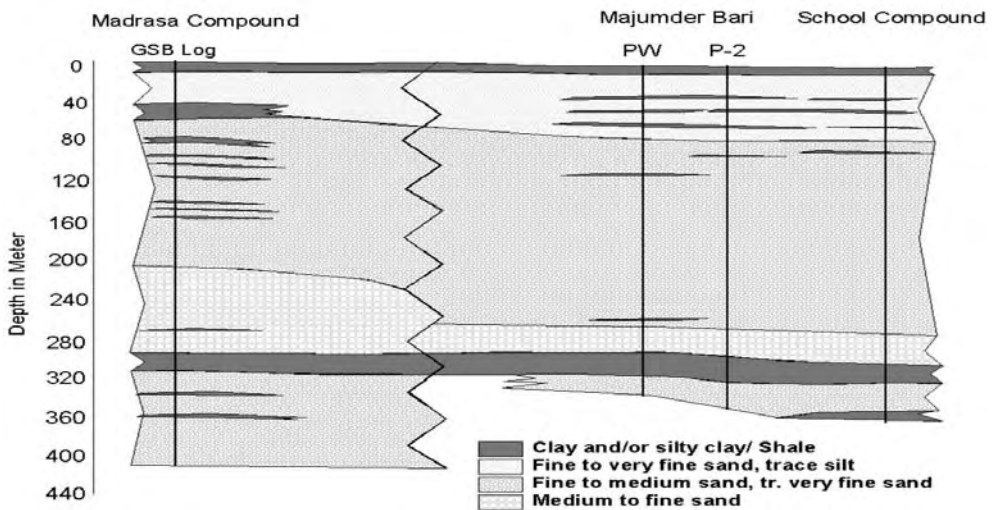 Madrasa Compound
Majumder Bari
School Compound
GSB Log
PW
P-2
0
40
80
120
160
200
240
280
320
360
400
440
Depth in Meter
Clay and/or silty clay/ Shale
Fine to very fine sand, trace silt
Fine to medium sand, tr. very fine sand
Medium to fine sand